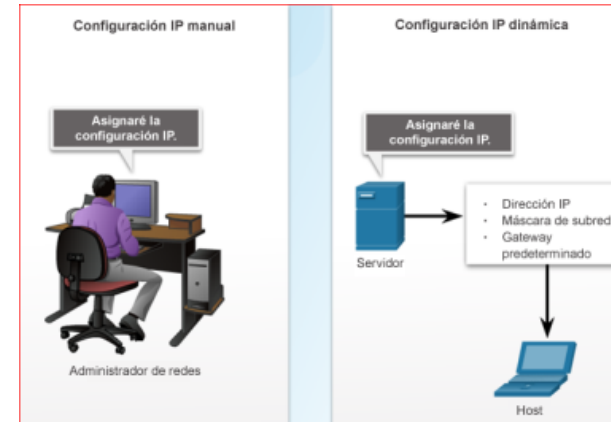 Configuración IP manual
Asignaré la
configuración IP.
Administrador de redes
Configuración IP dinámica
Asignaré la
configuración IP.
Servidor
· Dirección IP
· Máscara de subred
· Gateway
predeterminado
Host